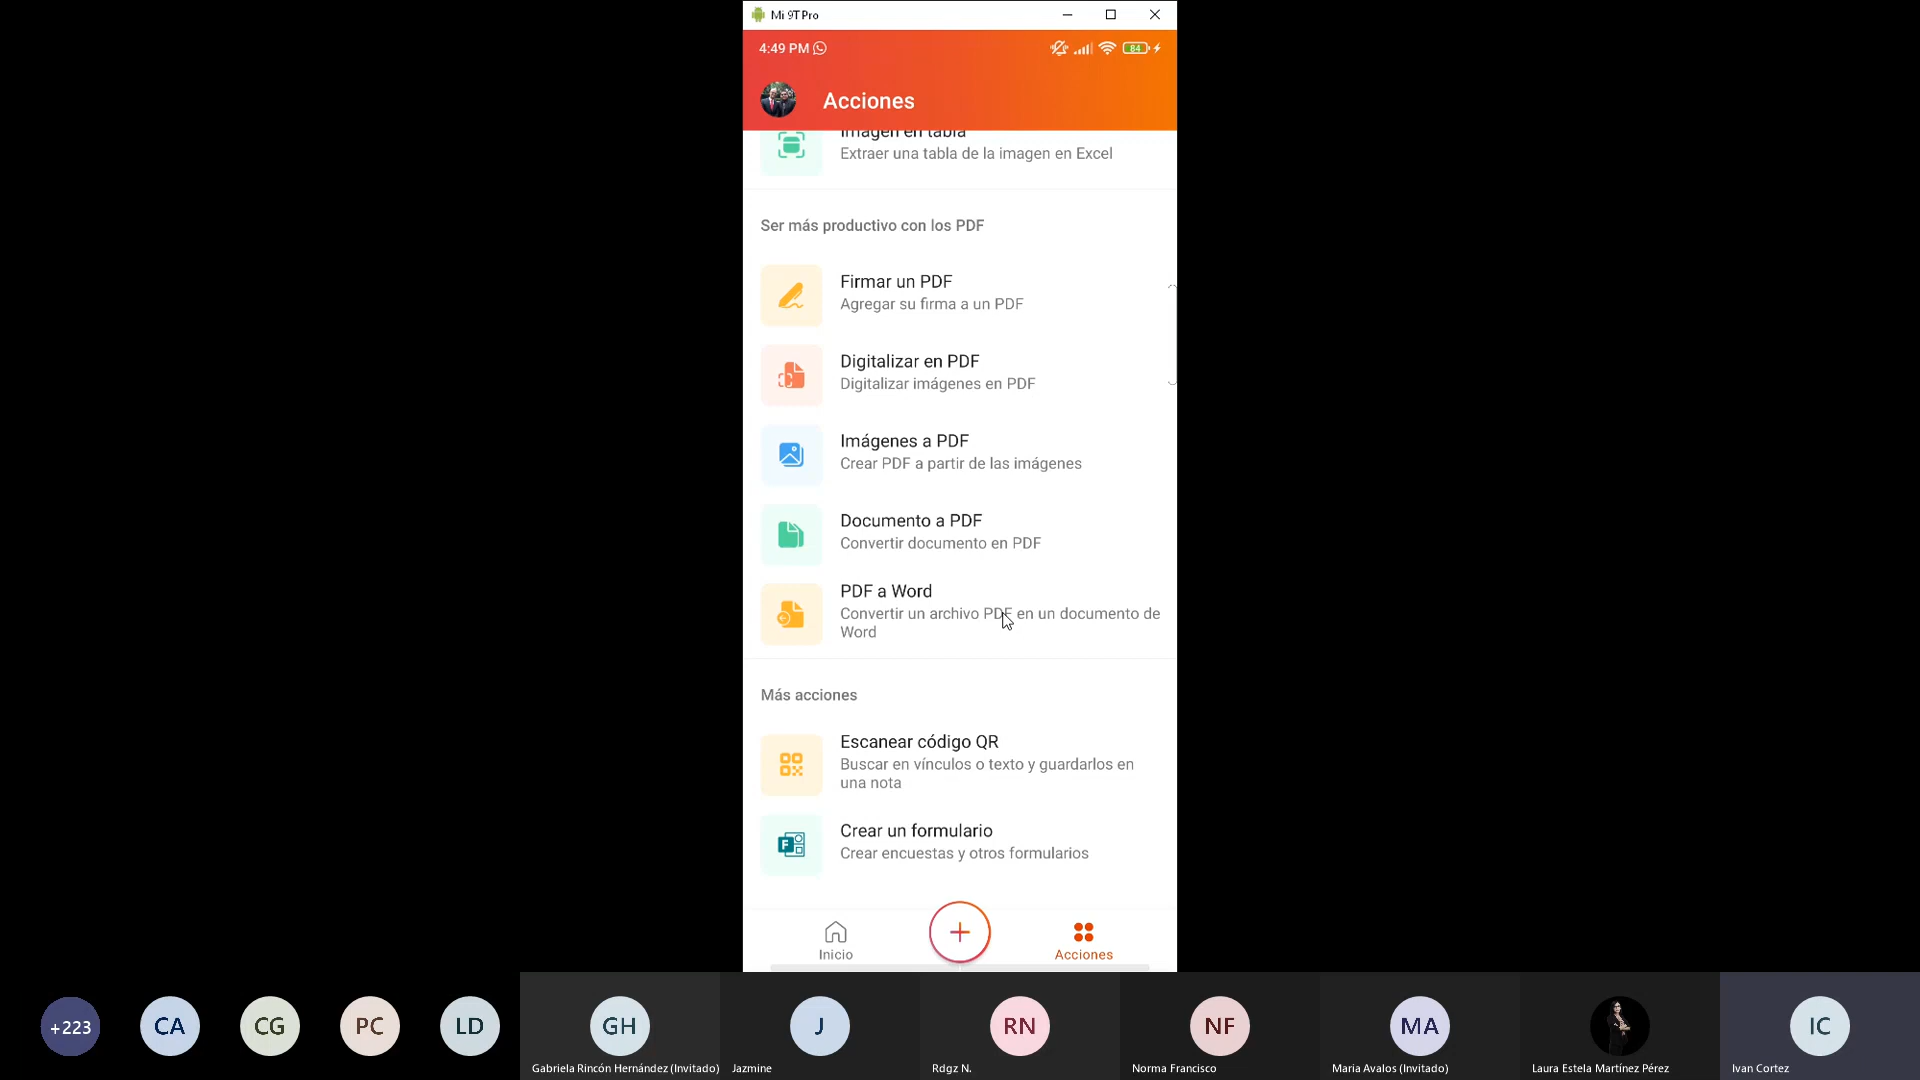 Mi 9T Pro
4:49 PM
84
Acciones
Imagen en tabla
Extraer una tabla de la imagen en Excel
Ser más productivo con los PDF
Firmar un PDF
Agregar su firma a un PDF
Digitalizar en PDF
Digitalizar imágenes en PDF
Imágenes a PDF
Crear PDF a partir de las imágenes
Documento a PDF
Convertir documento en PDF
PDF a Word
Convertir un archivo PDF en un documento de
Word
Más acciones
Escanear código QR
Buscar en vínculos o texto y guardarlos en
una nota
Crear un formulario
Crear encuestas y otros formularios
Inicio
Acciones
+223
CA
CG
PC
LD
GH
J
RN
NF
MA
IC
Gabriela Rincón Hernández (Invitado)
Jazmine
Rdgz N.
Norma Francisco
Maria Avalos (Invitado)
Laura Estela Martínez Pérez
Ivan Cortez